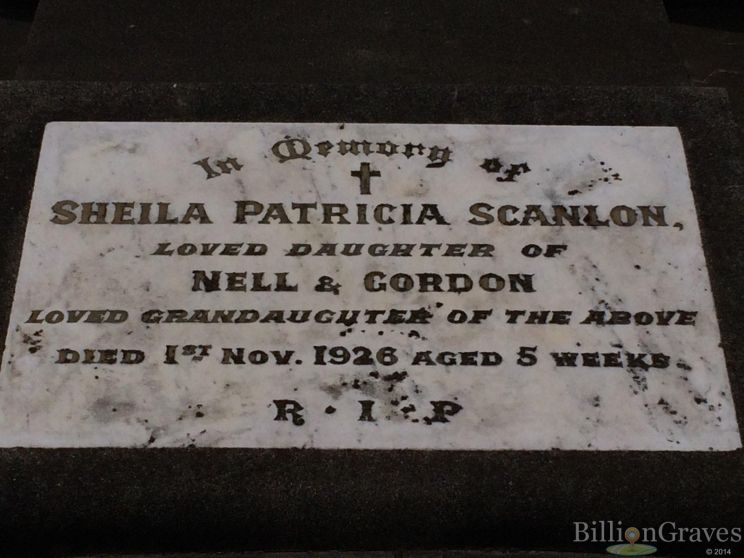 In Memory of
SHEILA PATRICIA SCANLON,
LOVED DAUGHTER OF
NELL & GORDON
LOVED GRANDAUGHTER OF THE ABOVE
DIED 1ST NOV. 1926 AGED 5 WEEKS
R · I · P
BillionGraves
© 2014